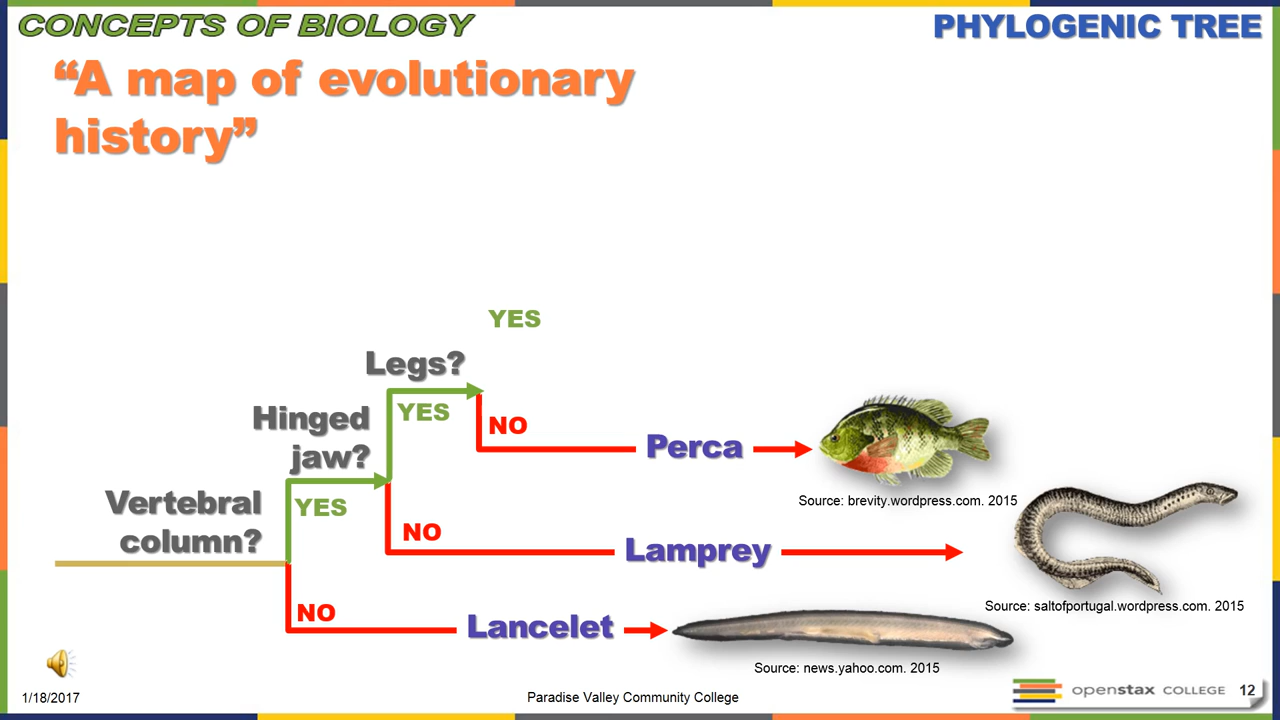 CONCEPTS OF BIOLOGY
PHYLOGENIC TREE
“A map of evolutionary
history”
YES
Legs?
YES
NO
Hinged
jaw?
Perca
Source: brevity.wordpress.com. 2015
Vertebral
column?
YES
NO
Lamprey
Source: saltofportugal.wordpress.com. 2015
NO
Lancelet
Source: news.yahoo.com. 2015
1/18/2017
Paradise Valley Community College
openstax COLLEGE
12